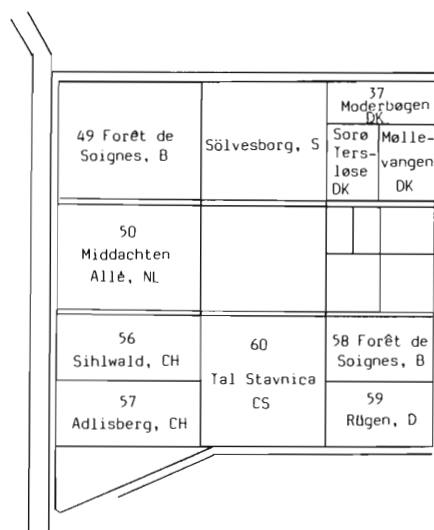 49 Forêt de
Soignes, B
Sölvesborg, S
37
Moderbøgen
DK
Sorø
Ters-
løse
DK
Mølle-
vangen
DK
50
Middachten
Allé, NL
56
Sihlwald, CH
57
Adlisberg, CH
60
Tal Stavnica
CS
58 Forêt de
Soignes, B
59
Rügen, D